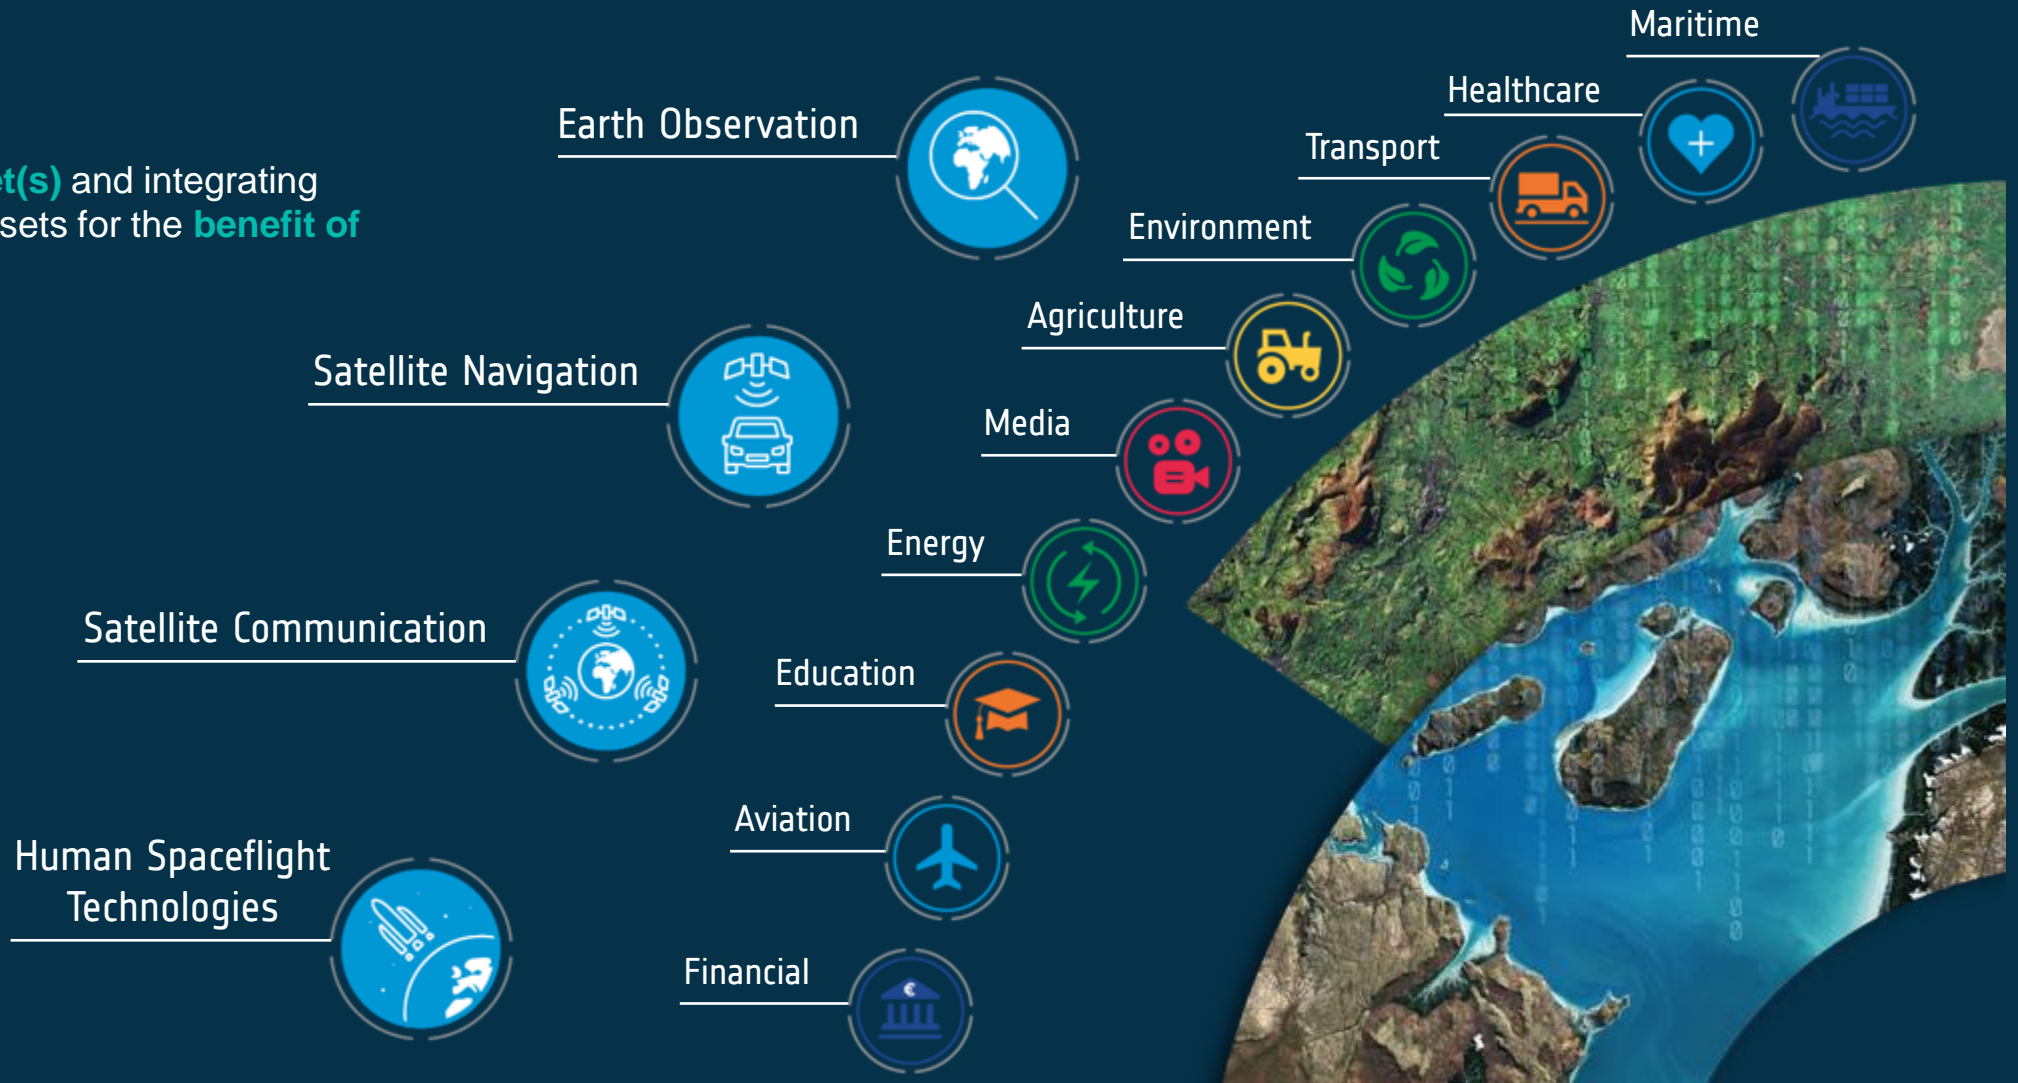 Maritime
Healthcare
Earth Observation
Transport
et(s) and integrating
sets for the benefit of
Environment
Agriculture
Satellite Navigation
Media
Energy
Satellite Communication
Education
Aviation
Human Spaceflight
Technologies
Financial